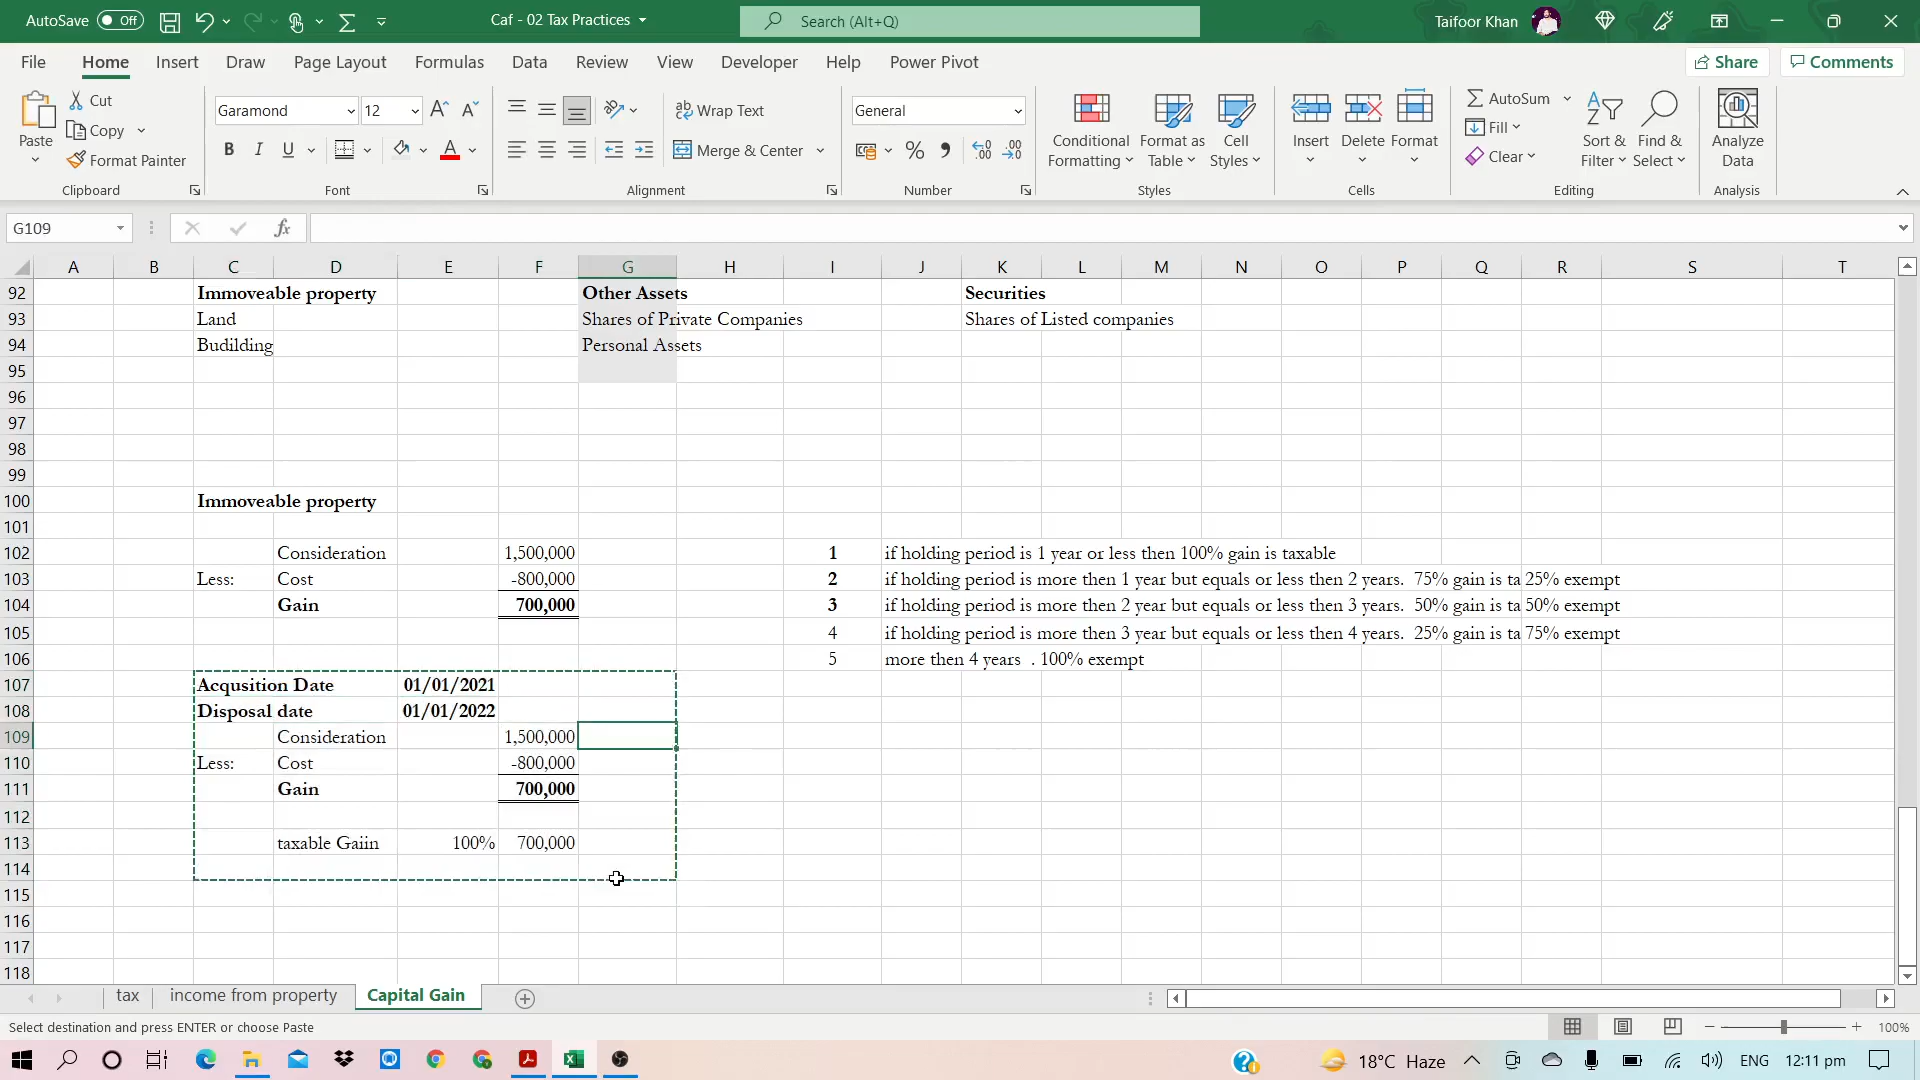 AutoSave Off Caf - 02 Tax Practices Search (Alt+Q) Taifoor Khan
File Home Insert Draw Page Layout Formulas Data Review View Developer Help Power Pivot Share Comments
Paste Cut Copy Format Painter Clipboard
Garamond 12 B I U A Font
Wrap Text Merge & Center Alignment
General % Number
Conditional Formatting Format as Table Cell Styles Styles
Insert Delete Format Cells
AutoSum Fill Clear Sort & Filter Find & Select Editing
Analyze Data Analysis
G109 fx
A B C D E F G H I J K L M N O P Q R S T
92 Immoveable property Other Assets Securities
93 Land Shares of Private Companies Shares of Listed companies
94 Budilding Personal Assets
95
96
97
98
99
100 Immoveable property
101
102 Consideration 1,500,000 1 if holding period is 1 year or less then 100% gain is taxable
103 Less: Cost -800,000 2 if holding period is more then 1 year but equals or less then 2 years. 75% gain is ta 25% exempt
104 Gain 700,000 3 if holding period is more then 2 year but equals or less then 3 years. 50% gain is ta 50% exempt
105 4 if holding period is more then 3 year but equals or less then 4 years. 25% gain is ta 75% exempt
106 5 more then 4 years . 100% exempt
107 Acqusition Date 01/01/2021
108 Disposal date 01/01/2022
109 Consideration 1,500,000
110 Less: Cost -800,000
111 Gain 700,000
112
113 taxable Gaiin 100% 700,000
114
115
116
117
118
tax income from property Capital Gain
Select destination and press ENTER or choose Paste 100%
18°C Haze ENG 12:11 pm